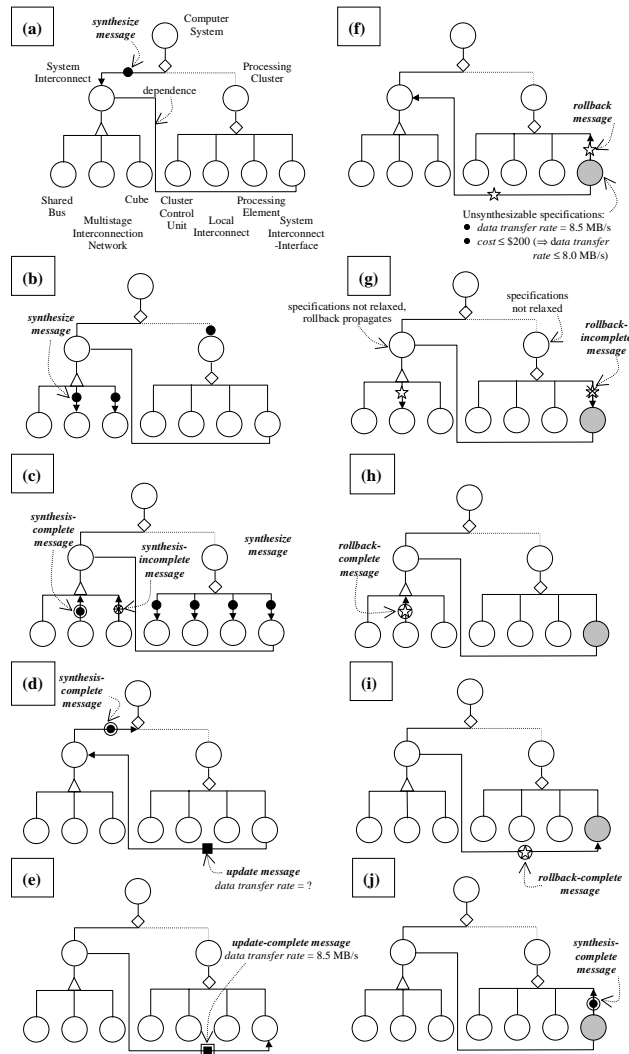 (a)
synthesize
message
Computer
System
System
Interconnect
Processing
Cluster
dependence
Shared
Bus
Multistage
Interconnection
Network
Cube
Cluster
Control
Unit
Local
Interconnect
Processing
Element
System
Interconnect
-Interface
(b)
synthesize
message
(c)
synthesis-
complete
message
synthesis-
incomplete
message
synthesize
message
(d)
synthesis-
complete
message
update message
data transfer rate = ?
(e)
update-complete message
data transfer rate = 8.5 MB/s
(f)
rollback
message
Unsynthesizable specifications:
● data transfer rate = 8.5 MB/s
● cost ≤ $200 (⇒ data transfer
rate ≤ 8.0 MB/s)
(g)
specifications not relaxed,
rollback propagates
specifications
not relaxed
rollback-
incomplete
message
(h)
rollback-
complete
message
(i)
rollback-complete
message
(j)
synthesis-
complete
message